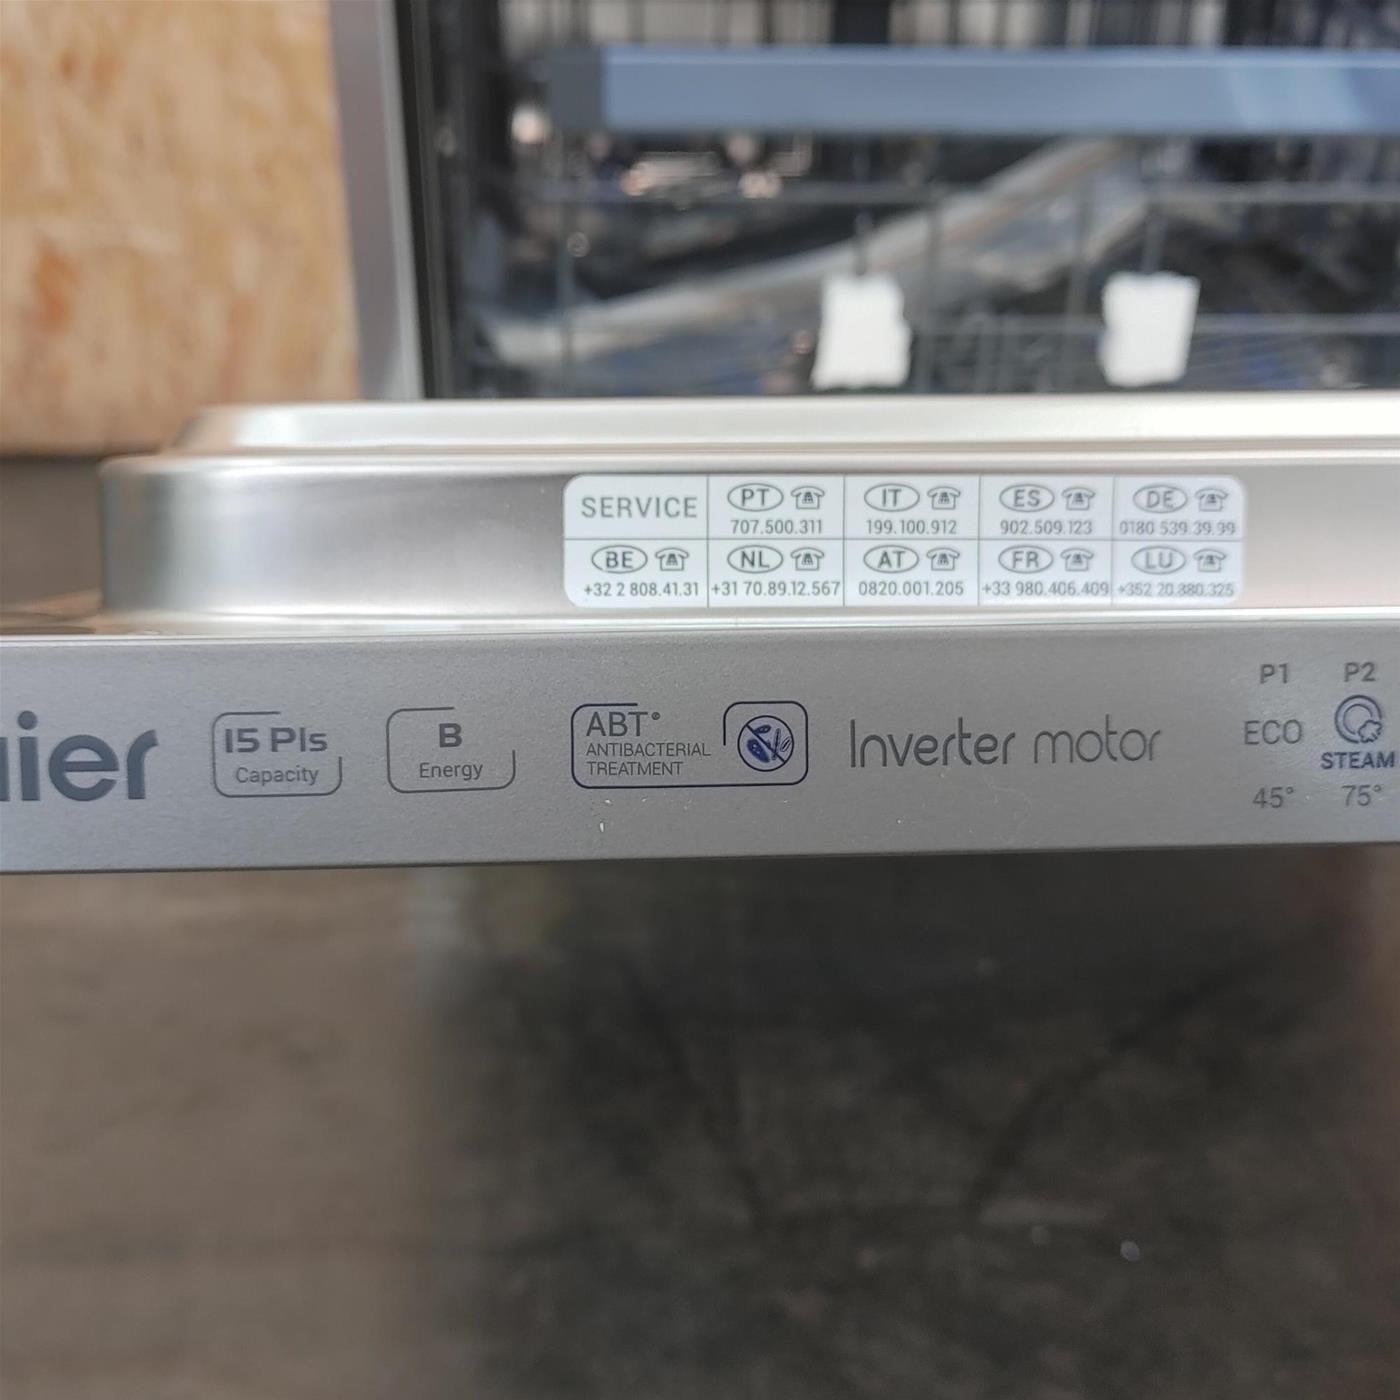 SERVICE PT IT ES DE
707.500.311 199.100.912 902.509.123 0180 539.39.99
BE NL AT FR LU
+32 2 808.41.31 +31 70.89.12.567 0820.001.205 +33 980.406.409 +352 20.880.325
ier
15 Pls
Capacity
B
Energy
ABT°
ANTIBACTERIAL
TREATMENT
Inverter motor
P1 P2
ECO STEAM
45° 75°